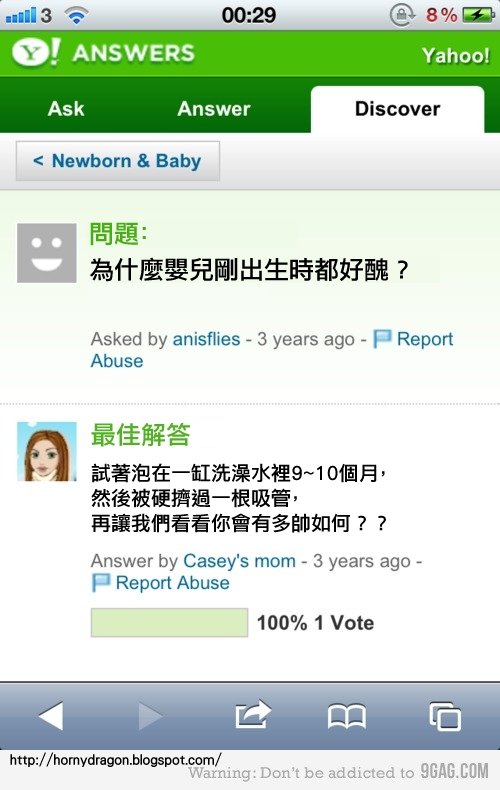 3 00:29 8%
Y! ANSWERS Yahoo!
Ask Answer Discover
< Newborn & Baby
問題：
為什麼嬰兒剛出生時都好醜？
Asked by anisflies - 3 years ago - Report
Abuse
最佳解答
試著泡在一缸洗澡水裡9~10個月，
然後被硬擠過一根吸管，
再讓我們看看你會有多帥如何？？
Answer by Casey's mom - 3 years ago -
Report Abuse
100% 1 Vote
http://hornydragon.blogspot.com/
Warning: Don't be addicted to 9GAG.COM